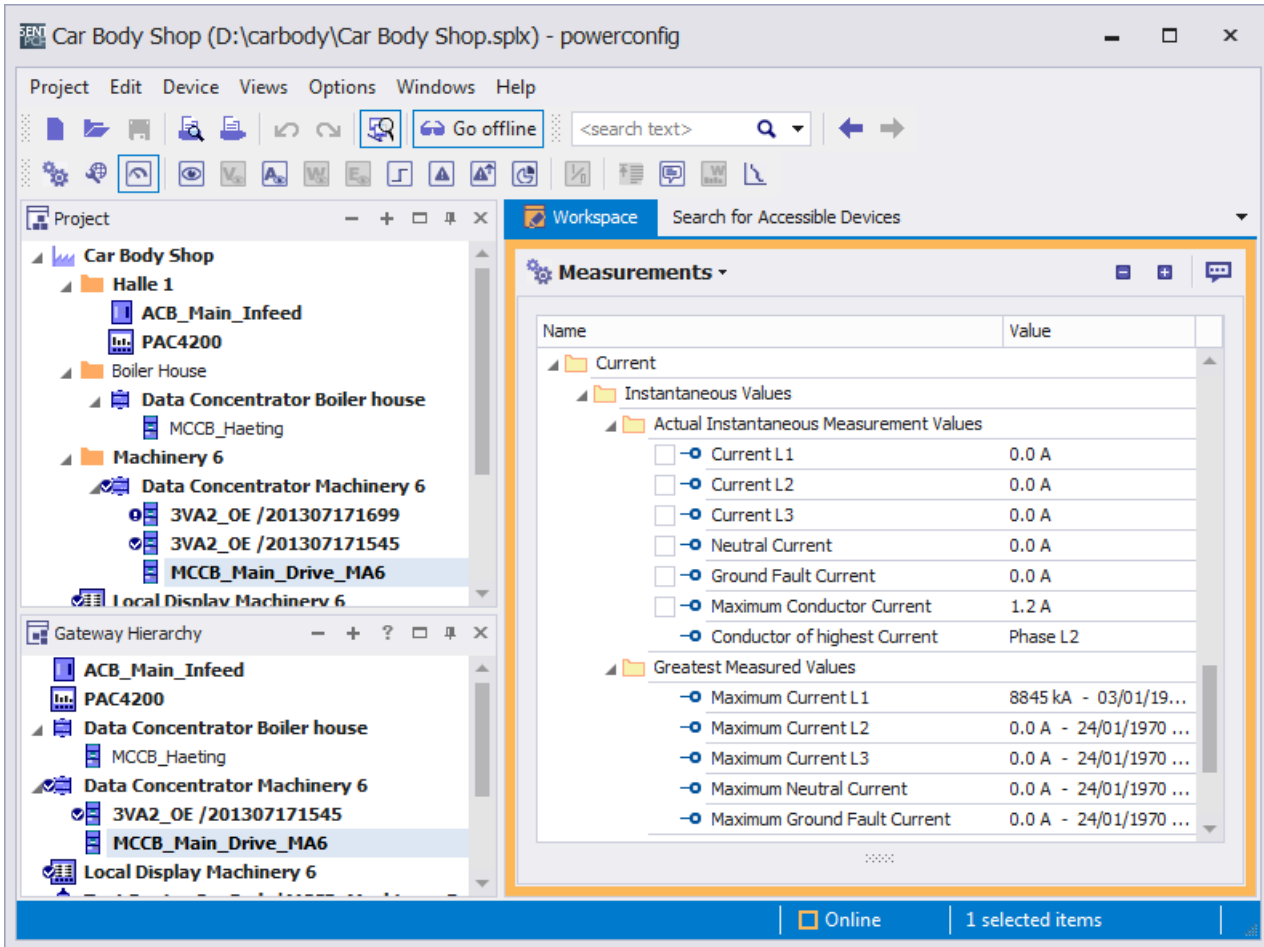 Car Body Shop (D:\carbody\Car Body Shop.splx) - powerconfig
Project Edit Device Views Options Windows Help
Go offline <search text>
Project
Car Body Shop
Halle 1
ACB_Main_Infeed
PAC4200
Boiler House
Data Concentrator Boiler house
MCCB_Haeting
Machinery 6
Data Concentrator Machinery 6
3VA2_OE /201307171699
3VA2_OE /201307171545
MCCB_Main_Drive_MA6
Local Display Machinery 6
Gateway Hierarchy
ACB_Main_Infeed
PAC4200
Data Concentrator Boiler house
MCCB_Haeting
Data Concentrator Machinery 6
3VA2_OE /201307171545
MCCB_Main_Drive_MA6
Local Display Machinery 6
Workspace Search for Accessible Devices
Measurements
Name Value
Current
Instantaneous Values
Actual Instantaneous Measurement Values
Current L1 0.0 A
Current L2 0.0 A
Current L3 0.0 A
Neutral Current 0.0 A
Ground Fault Current 0.0 A
Maximum Conductor Current 1.2 A
Conductor of highest Current Phase L2
Greatest Measured Values
Maximum Current L1 8845 kA - 03/01/19...
Maximum Current L2 0.0 A - 24/01/1970 ...
Maximum Current L3 0.0 A - 24/01/1970 ...
Maximum Neutral Current 0.0 A - 24/01/1970 ...
Maximum Ground Fault Current 0.0 A - 24/01/1970 ...
Online 1 selected items